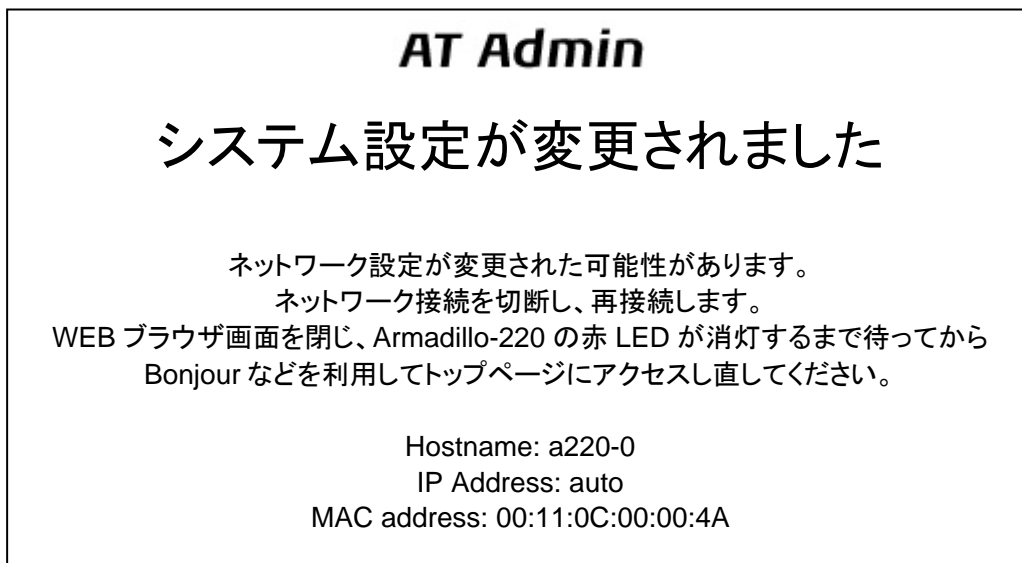 AT Admin
システム設定が変更されました
ネットワーク設定が変更された可能性があります。
ネットワーク接続を切断し、再接続します。
WEB ブラウザ画面を閉じ、Armadillo-220 の赤 LED が消灯するまで待ってから
Bonjour などを利用してトップページにアクセスし直してください。
Hostname: a220-0
IP Address: auto
MAC address: 00:11:0C:00:00:4A